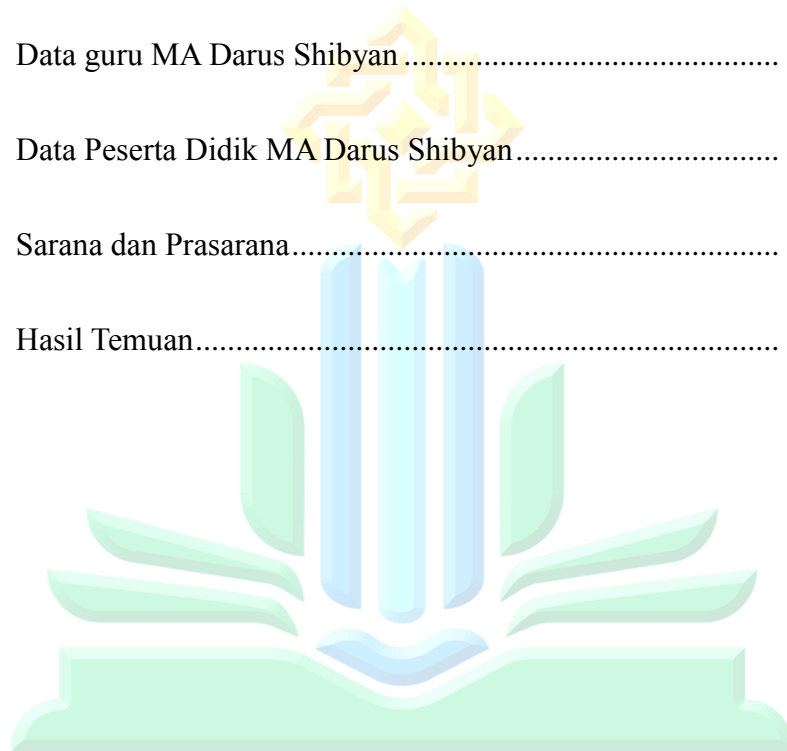 Data guru MA Darus Shibyan ...............................................
Data Peserta Didik MA Darus Shibyan.................................
Sarana dan Prasarana.............................................................
Hasil Temuan.........................................................................